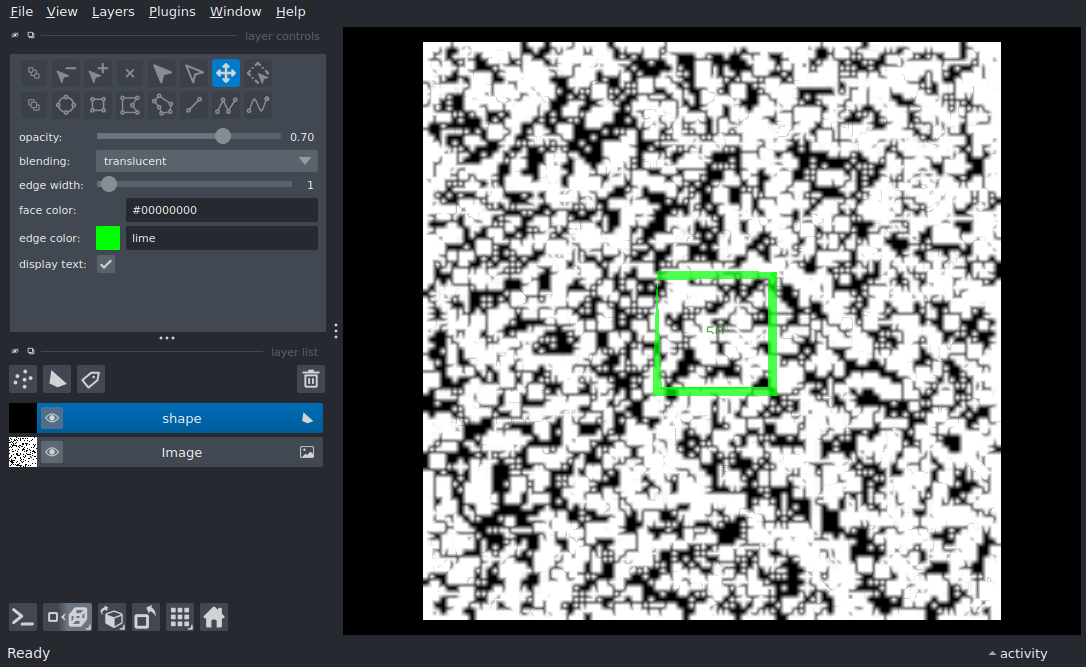 File View Layers Plugins Window Help
layer controls
opacity: 0.70
blending: translucent
edge width: 1
face color: #00000000
edge color: lime
display text:
layer list
shape
Image
Ready
activity